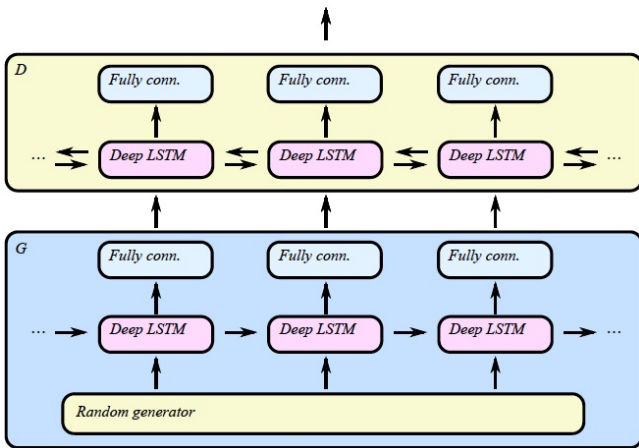 D
Fully conn. Fully conn. Fully conn.
... Deep LSTM Deep LSTM Deep LSTM ...
G
Fully conn. Fully conn. Fully conn.
... Deep LSTM Deep LSTM Deep LSTM ...
Random generator